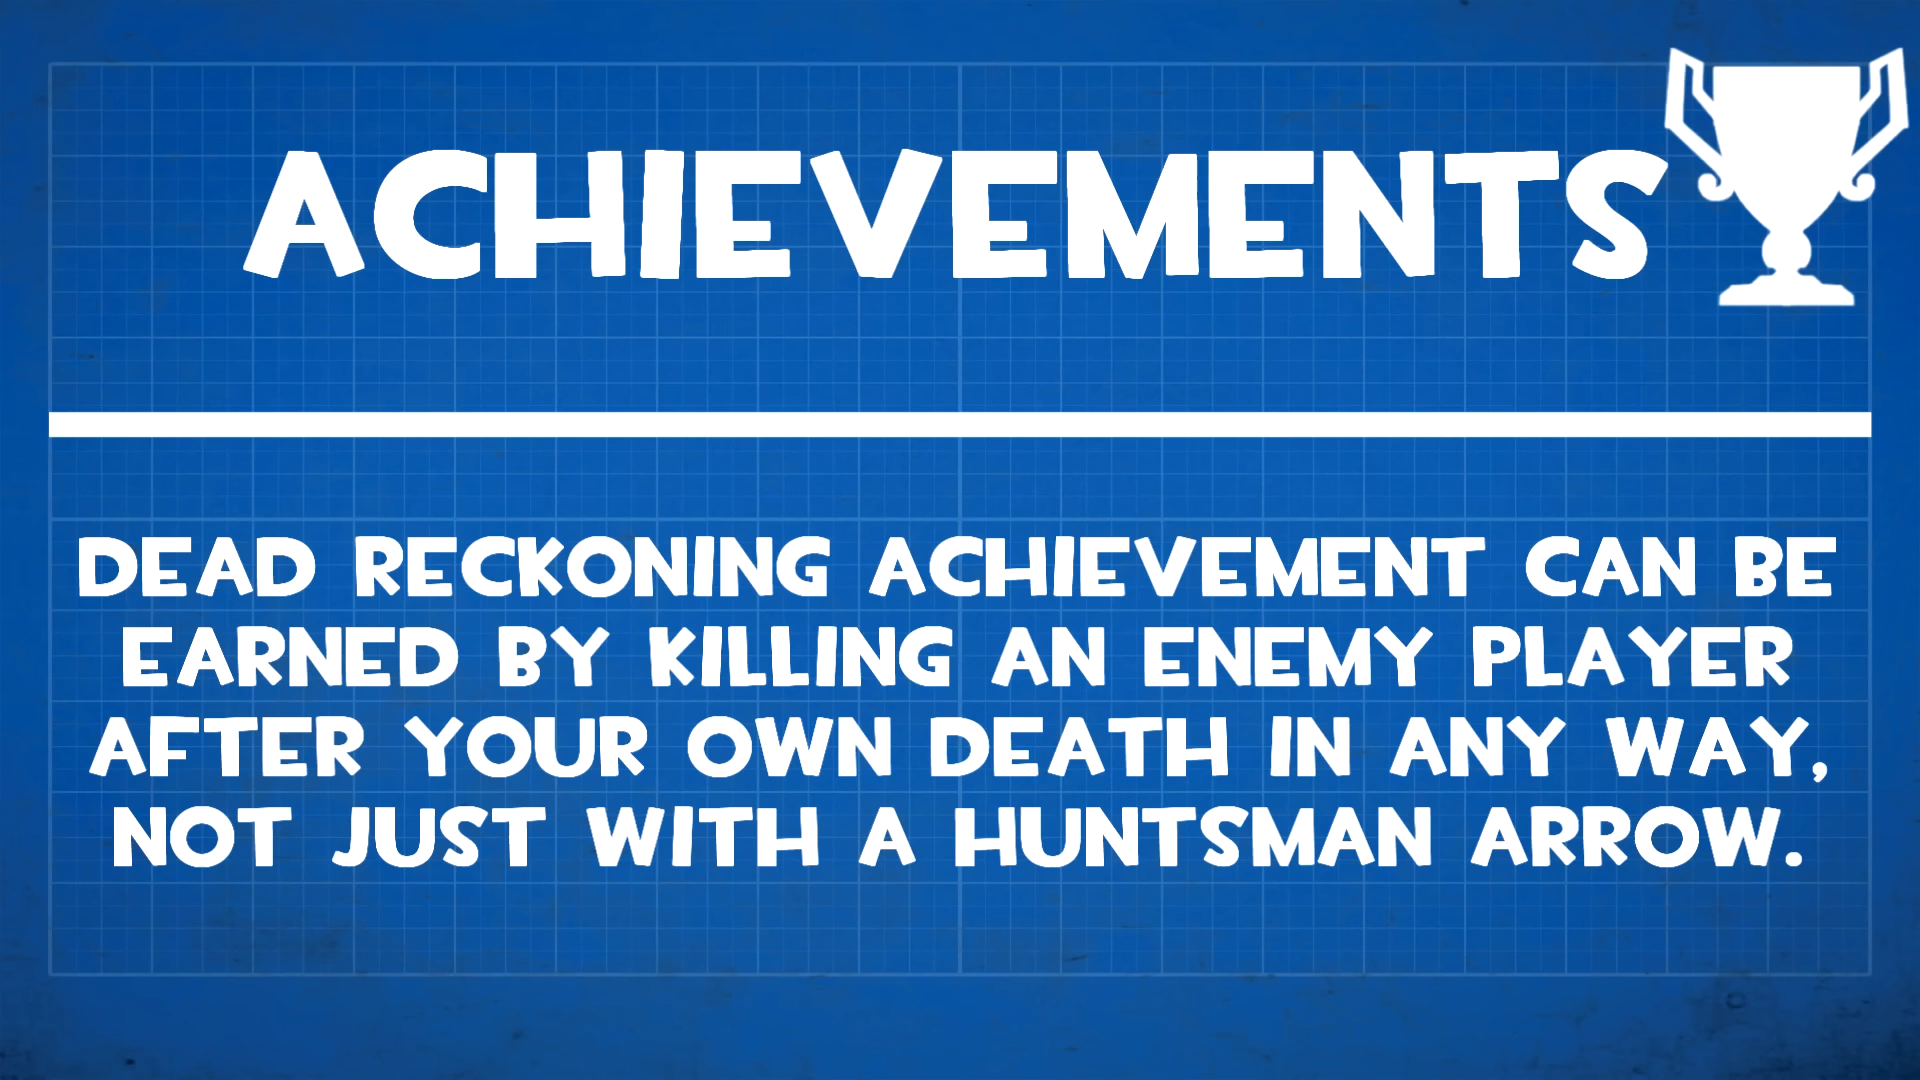 ACHIEVEMENTS
DEAD RECKONING ACHIEVEMENT CAN BE
EARNED BY KILLING AN ENEMY PLAYER
AFTER YOUR OWN DEATH IN ANY WAY,
NOT JUST WITH A HUNTSMAN ARROW.